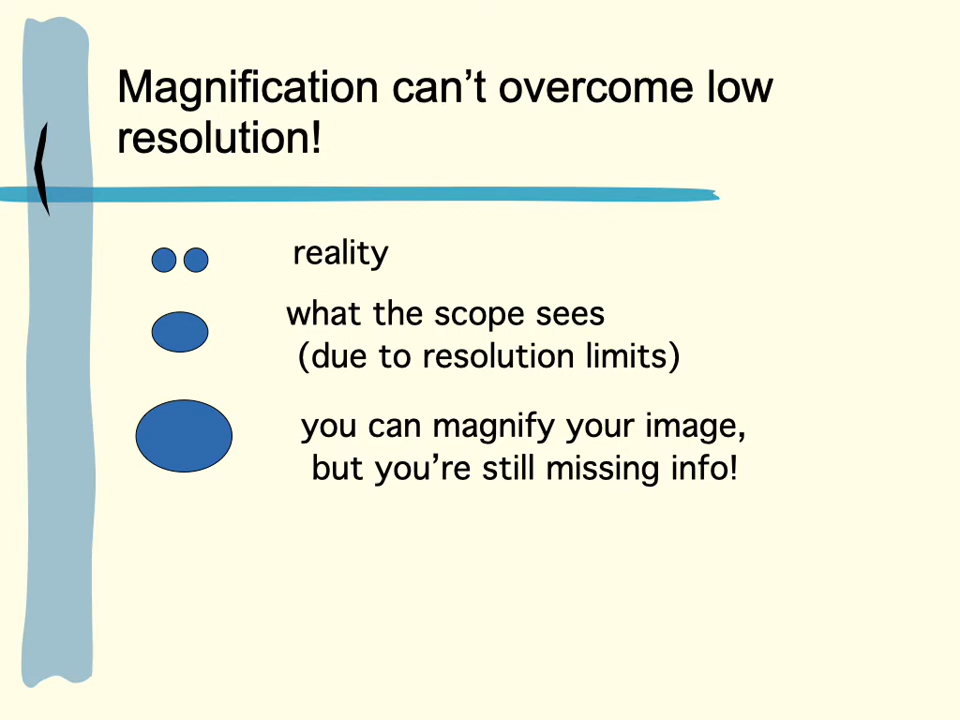 Magnification can’t overcome low
resolution!
reality
what the scope sees
(due to resolution limits)
you can magnify your image,
but you’re still missing info!